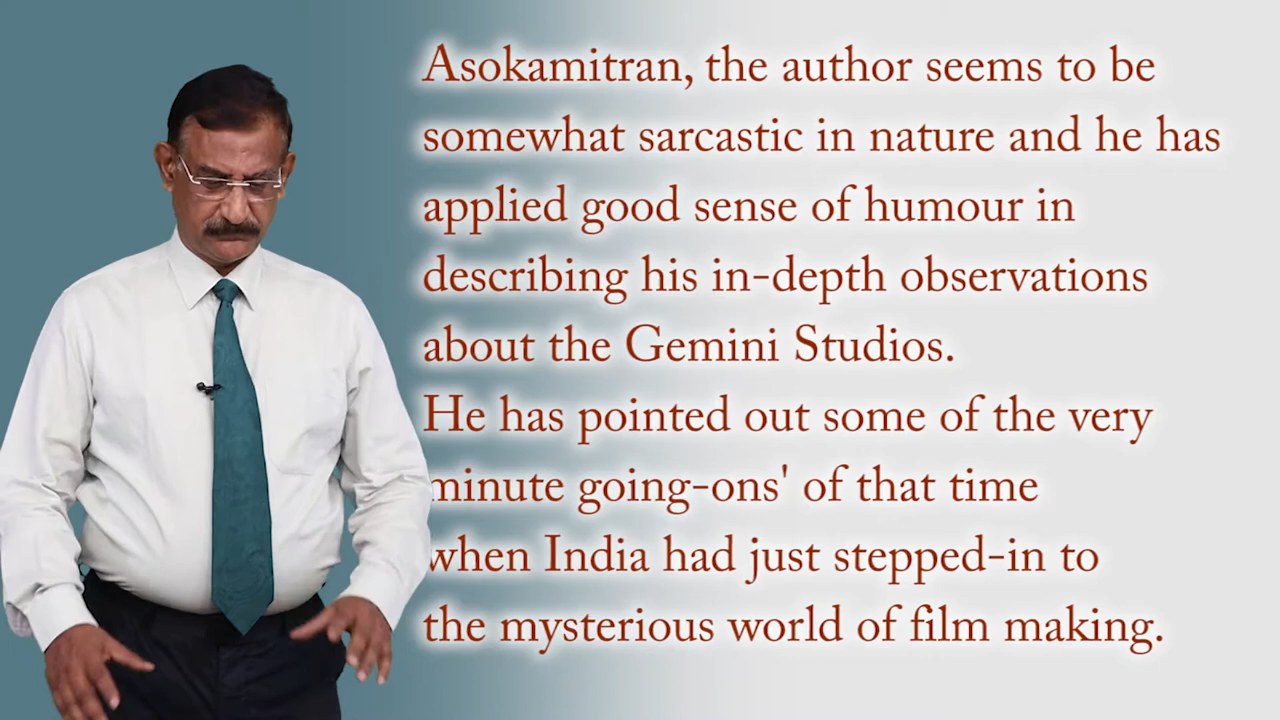 Asokamitran, the author seems to be
somewhat sarcastic in nature and he has
applied good sense of humour in
describing his in-depth observations
about the Gemini Studios.
He has pointed out some of the very
minute going-ons' of that time
when India had just stepped-in to
the mysterious world of film making.